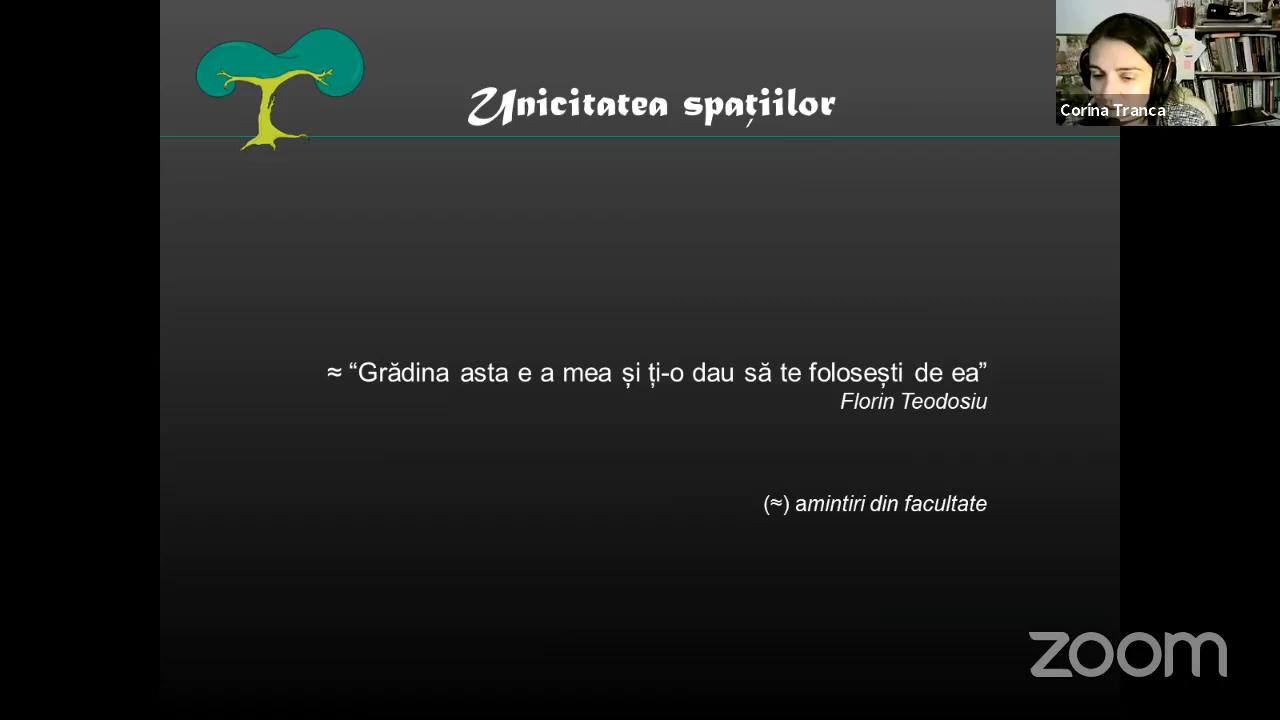 Unicitatea spațiilor
Corina Tranca
≈ “Grădina asta e a mea și ți-o dau să te folosești de ea”
Florin Teodosiu
(≈) amintiri din facultate
zoom